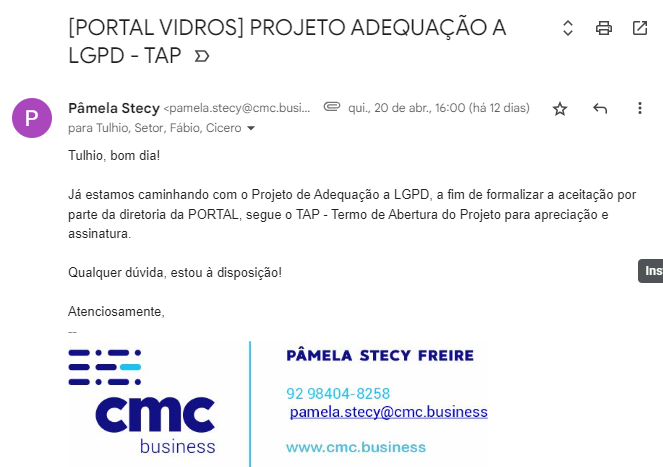 [PORTAL VIDROS] PROJETO ADEQUAÇÃO A
LGPD - TAP
P
Pâmela Stecy <pamela.stecy@cmc.busi... qui., 20 de abr., 16:00 (há 12 dias)
para Tulhio, Setor, Fábio, Cicero
Tulhio, bom dia!
Já estamos caminhando com o Projeto de Adequação a LGPD, a fim de formalizar a aceitação por
parte da diretoria da PORTAL, segue o TAP - Termo de Abertura do Projeto para apreciação e
assinatura.
Qualquer dúvida, estou à disposição!
Ins
Atenciosamente,
--
PÂMELA STECY FREIRE
92 98404-8258
pamela.stecy@cmc.business
www.cmc.business
cmc
business